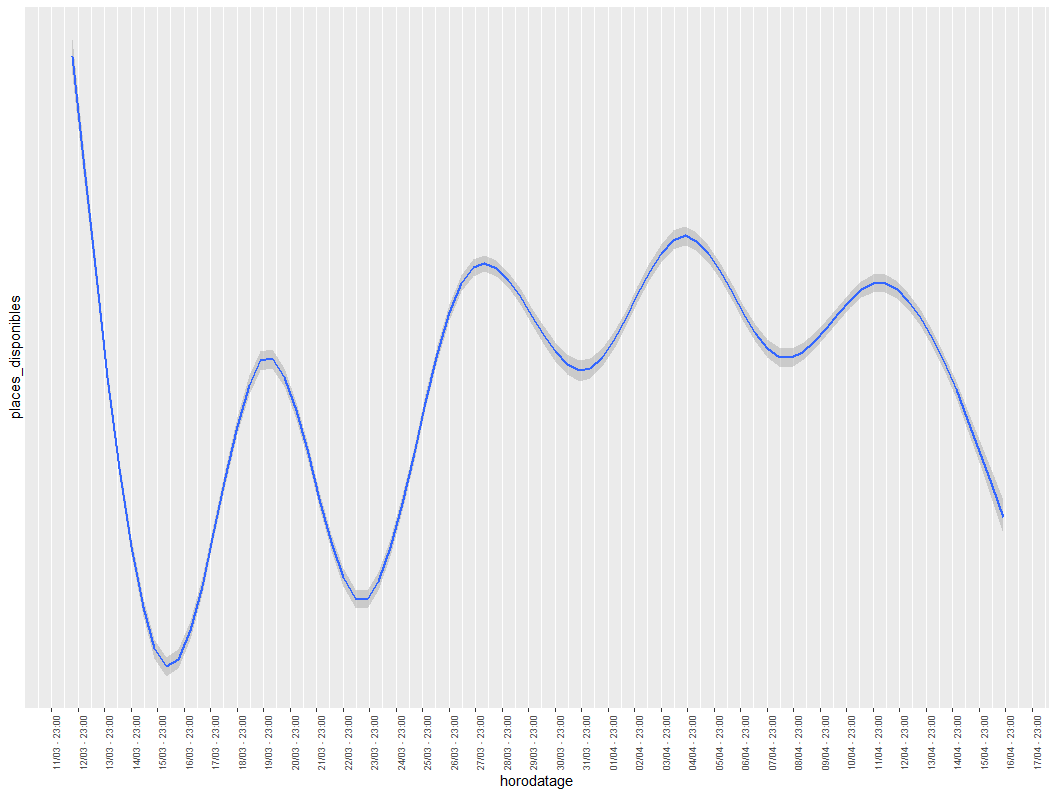 places_disponibles
11/03 - 23:00
12/03 - 23:00
13/03 - 23:00
14/03 - 23:00
15/03 - 23:00
16/03 - 23:00
17/03 - 23:00
18/03 - 23:00
19/03 - 23:00
20/03 - 23:00
21/03 - 23:00
22/03 - 23:00
23/03 - 23:00
24/03 - 23:00
25/03 - 23:00
26/03 - 23:00
27/03 - 23:00
28/03 - 23:00
29/03 - 23:00
30/03 - 23:00
31/03 - 23:00
01/04 - 23:00
02/04 - 23:00
03/04 - 23:00
04/04 - 23:00
05/04 - 23:00
06/04 - 23:00
07/04 - 23:00
08/04 - 23:00
09/04 - 23:00
10/04 - 23:00
11/04 - 23:00
12/04 - 23:00
13/04 - 23:00
14/04 - 23:00
15/04 - 23:00
16/04 - 23:00
17/04 - 23:00
horodatage